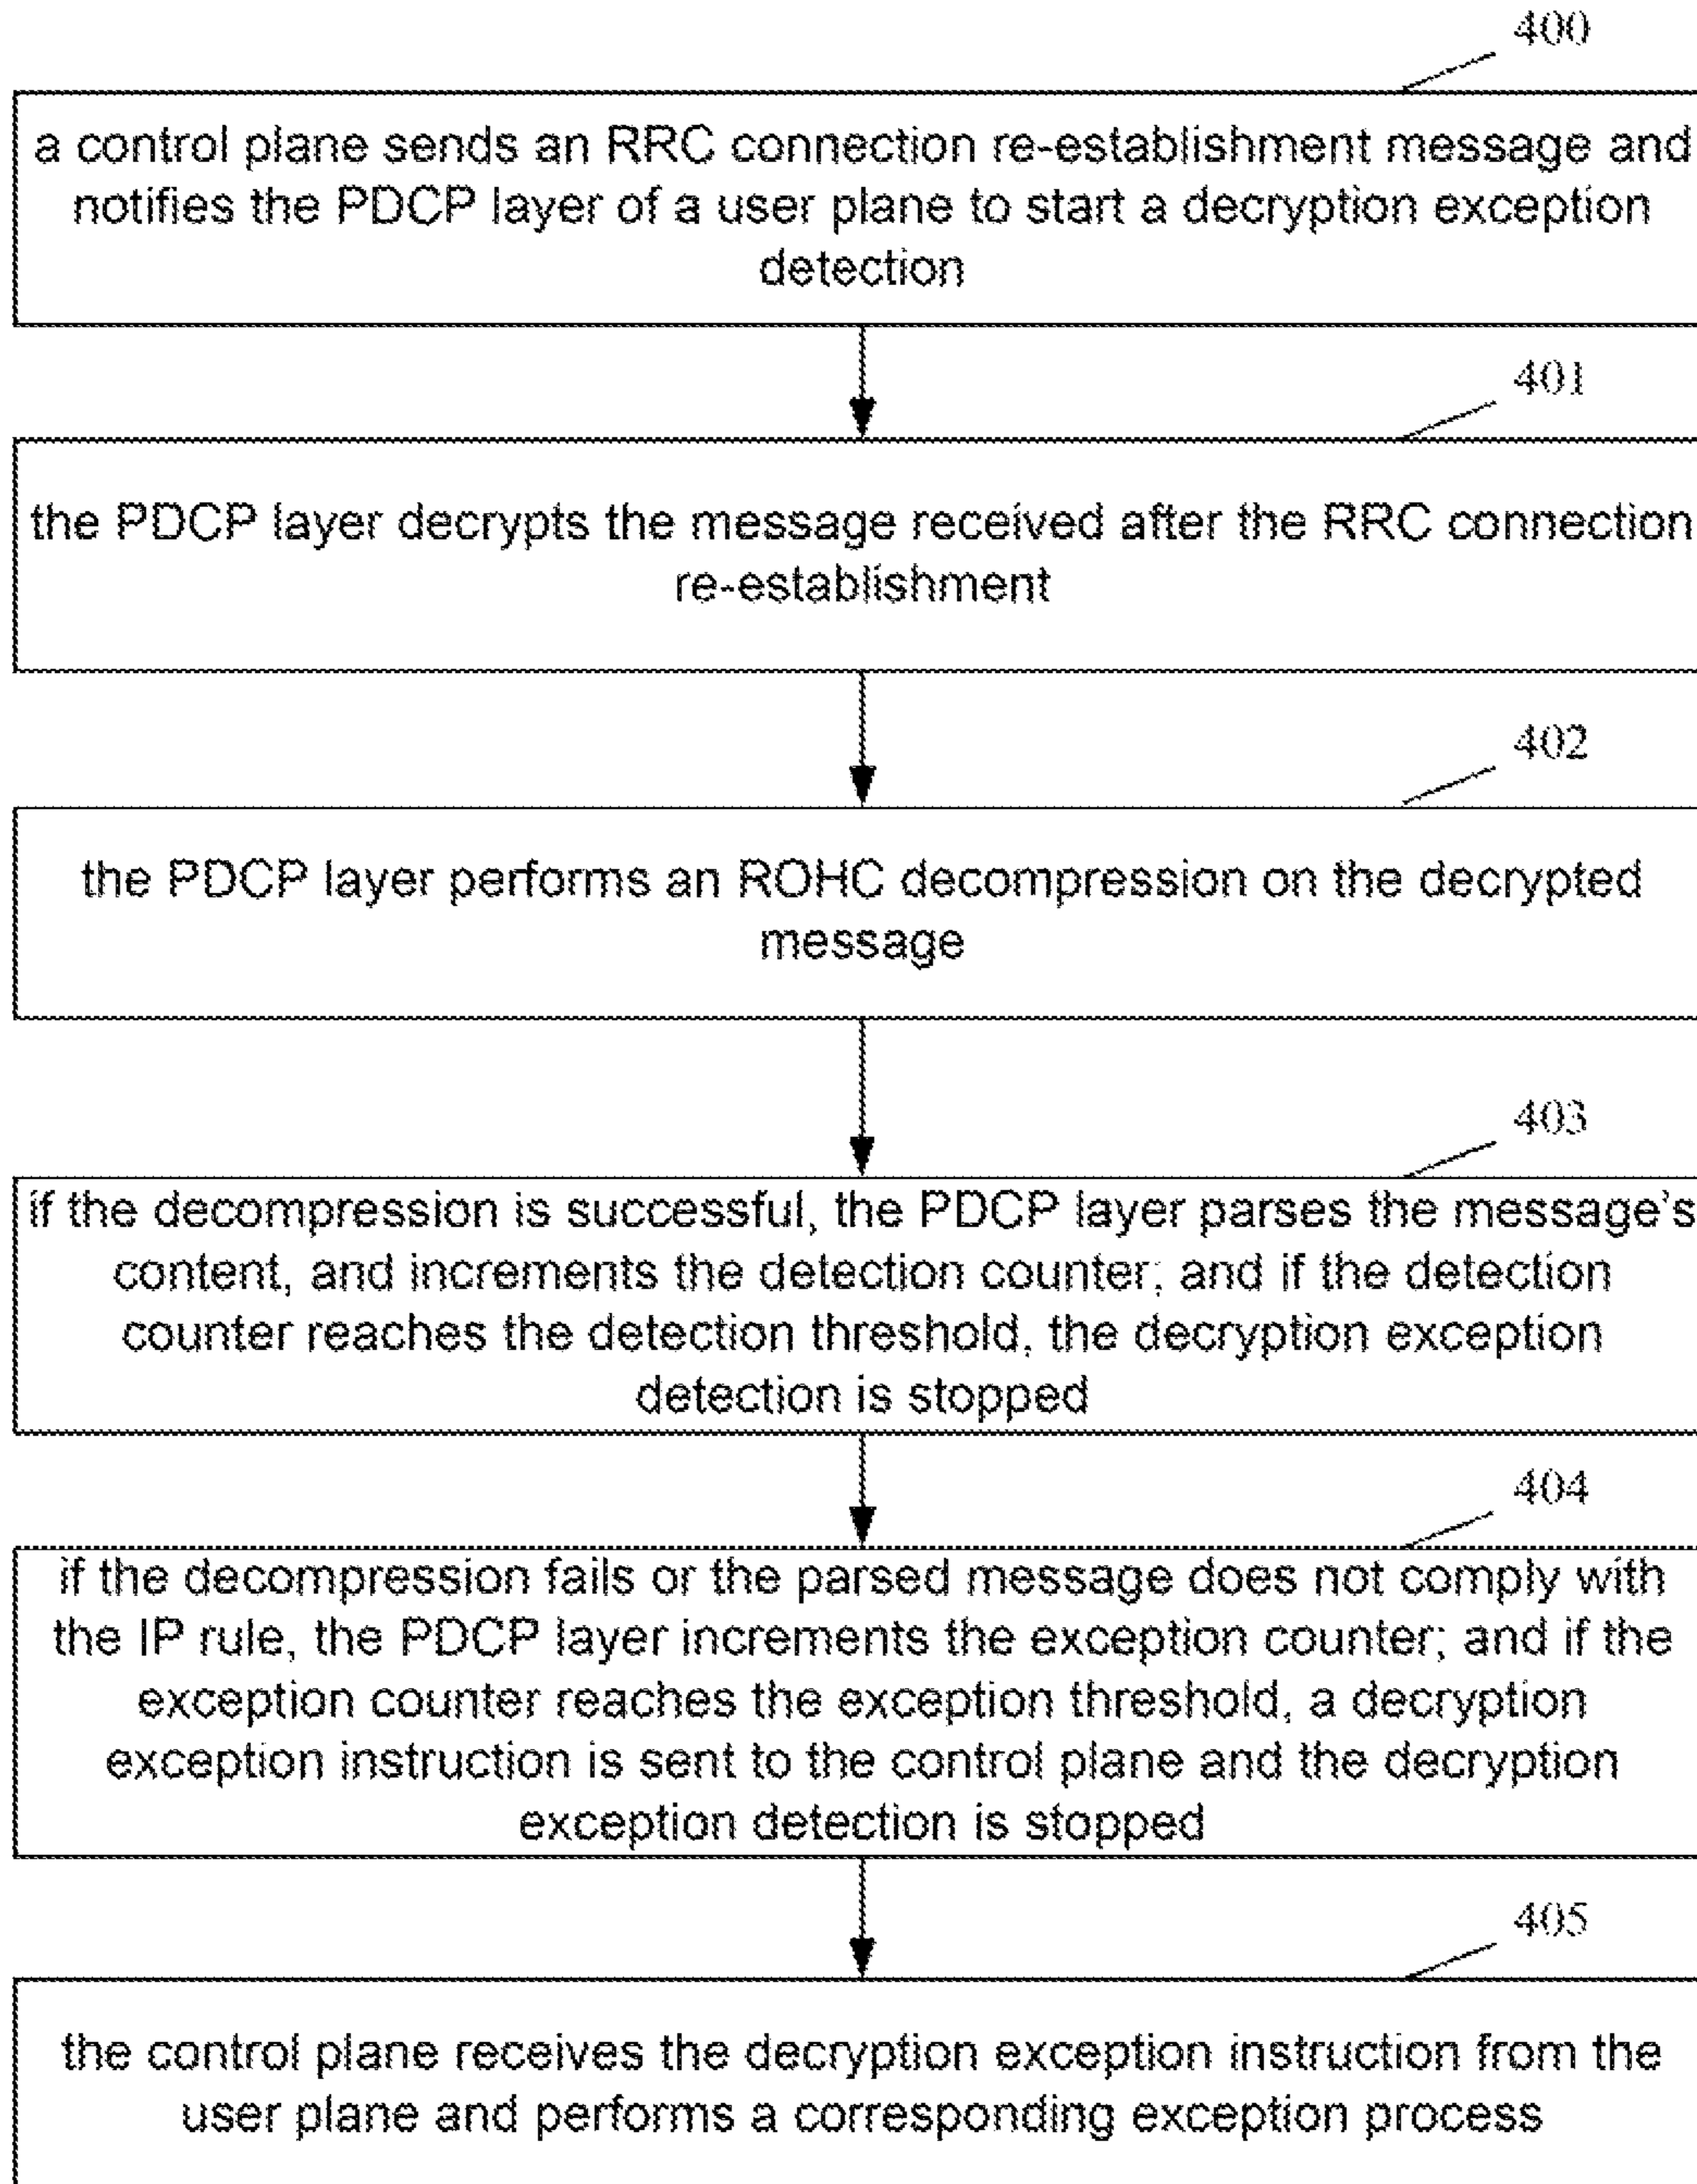 400
a control plane sends an RRC connection re-establishment message and
notifies the PDCP layer of a user plane to start a decryption exception
detection
401
the PDCP layer decrypts the message received after the RRC connection
re-establishment
402
the PDCP layer performs an ROHC decompression on the decrypted
message
403
if the decompression is successful, the PDCP layer parses the message's
content, and increments the detection counter; and if the detection
counter reaches the detection threshold, the decryption exception
detection is stopped
404
if the decompression fails or the parsed message does not comply with
the IP rule, the PDCP layer increments the exception counter; and if the
exception counter reaches the exception threshold, a decryption
exception instruction is sent to the control plane and the decryption
exception detection is stopped
405
the control plane receives the decryption exception instruction from the
user plane and performs a corresponding exception process